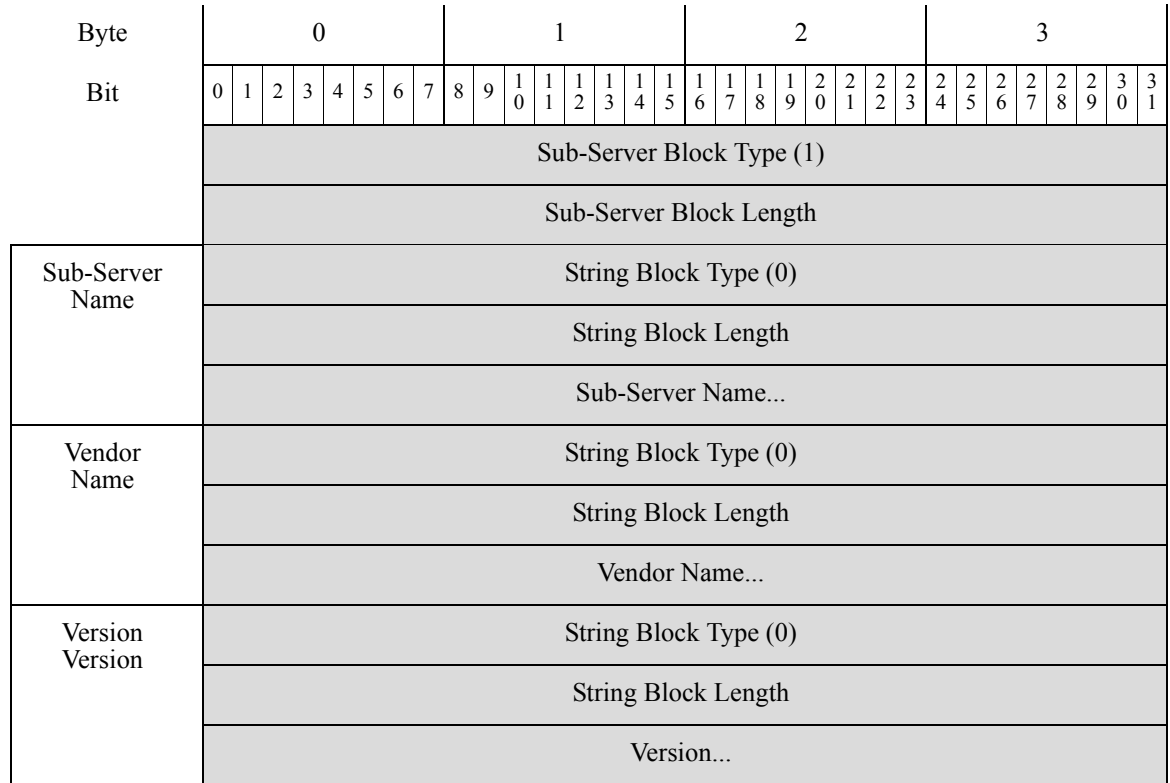 Byte 0 1 2 3
Bit 0 1 2 3 4 5 6 7 8 9 10 11 12 13 14 15 16 17 18 19 20 21 22 23 24 25 26 27 28 29 30 31
Sub-Server Block Type (1)
Sub-Server Block Length
Sub-Server
Name
String Block Type (0)
String Block Length
Sub-Server Name...
Vendor
Name
String Block Type (0)
String Block Length
Vendor Name...
Version
Version
String Block Type (0)
String Block Length
Version...